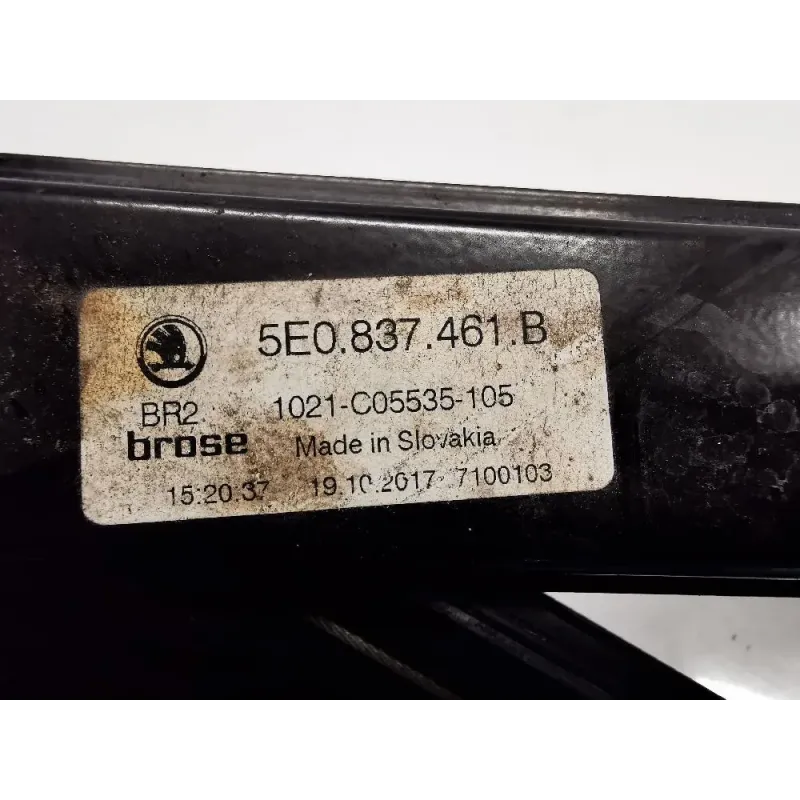 5E0.837.461.B
BR2 1021-C05535-105
brose Made in Slovakia
15:20:37 19.10.2017 7100103